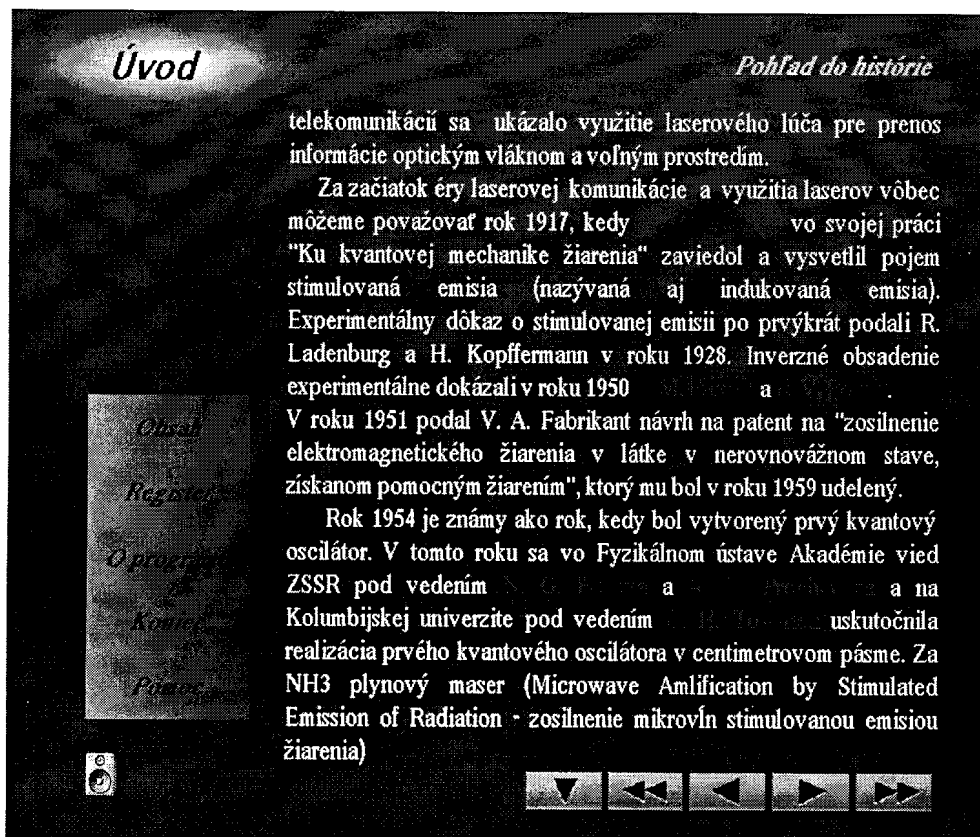 Úvod
Pohľad do histórie
telekomunikácií sa ukázalo využitie laserového lúča pre prenos
informácie optickým vláknom a voľným prostredím.
Za začiatok éry laserovej komunikácie a využitia laserov vôbec
môžeme považovať rok 1917, kedy vo svojej práci
"Ku kvantovej mechanike žiarenia" zaviedol a vysvetlil pojem
stimulovaná emisia (nazývaná aj indukovaná emisia).
Experimentálny dôkaz o stimulovanej emisii po prvýkrát podali R.
Ladenburg a H. Kopffermann v roku 1928. Inverzné obsadenie
experimentálne dokázali v roku 1950 a .
V roku 1951 podal V. A. Fabrikant návrh na patent na "zosilnenie
elektromagnetického žiarenia v látke v nerovnovážnom stave,
získanom pomocným žiarením", ktorý mu bol v roku 1959 udelený.
Rok 1954 je známy ako rok, kedy bol vytvorený prvý kvantový
oscilátor. V tomto roku sa vo Fyzikálnom ústave Akadémie vied
ZSSR pod vedením a a na
Kolumbijskej univerzite pod vedením uskutočnila
realizácia prvého kvantového oscilátora v centimetrovom pásme. Za
NH3 plynový maser (Microwave Amlification by Stimulated
Emission of Radiation - zosilnenie mikrovĺn stimulovanou emisiou
žiarenia)
Obsah
Register
Koniec
Pomoc